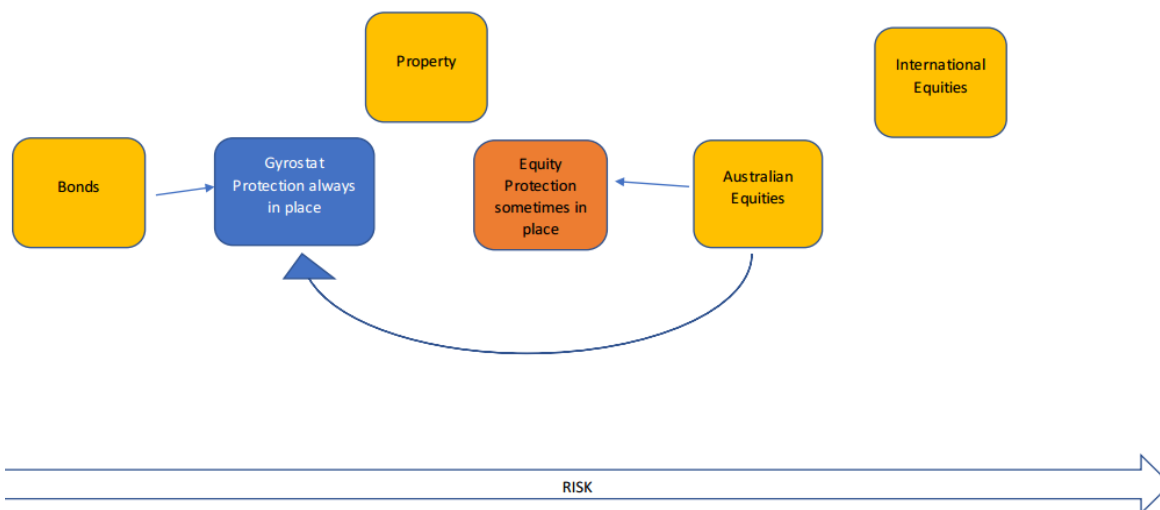 Property
International
Equities
Bonds
Gyrostat
Protection always
in place
Equity
Protection
sometimes in
place
Australian
Equities
RISK